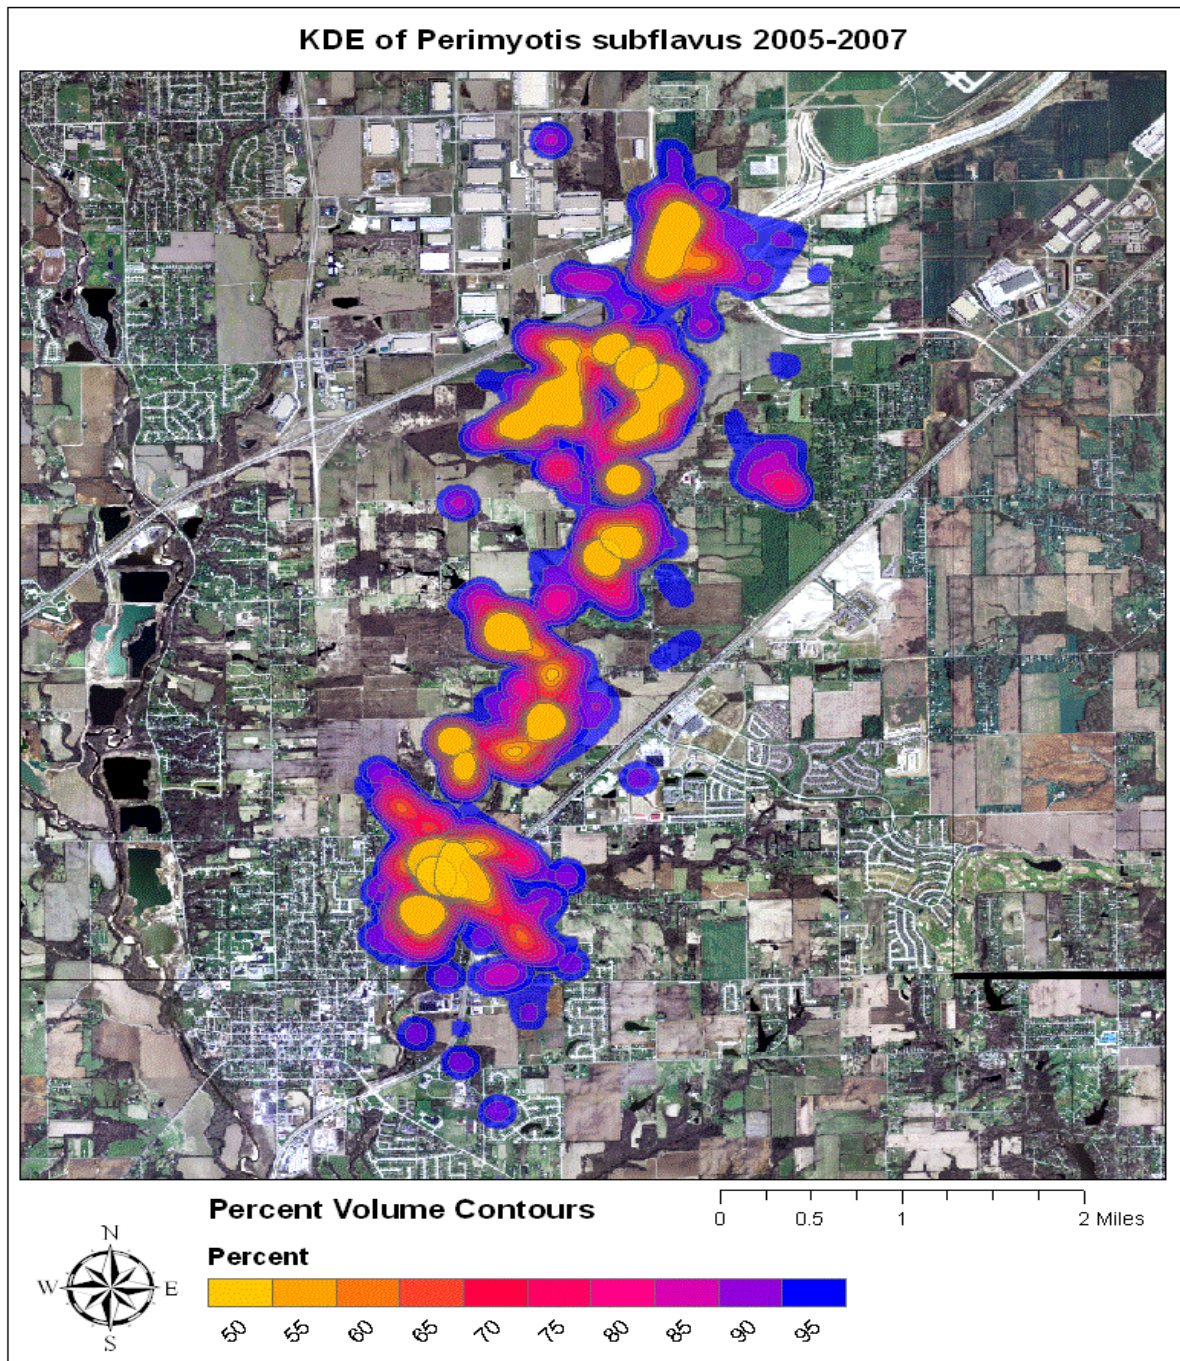 KDE of Perimyotis subflavus 2005-2007
Percent Volume Contours
0 0.5 1 2 Miles
Percent
N
W E
S
50 55 60 65 70 75 80 85 90 95